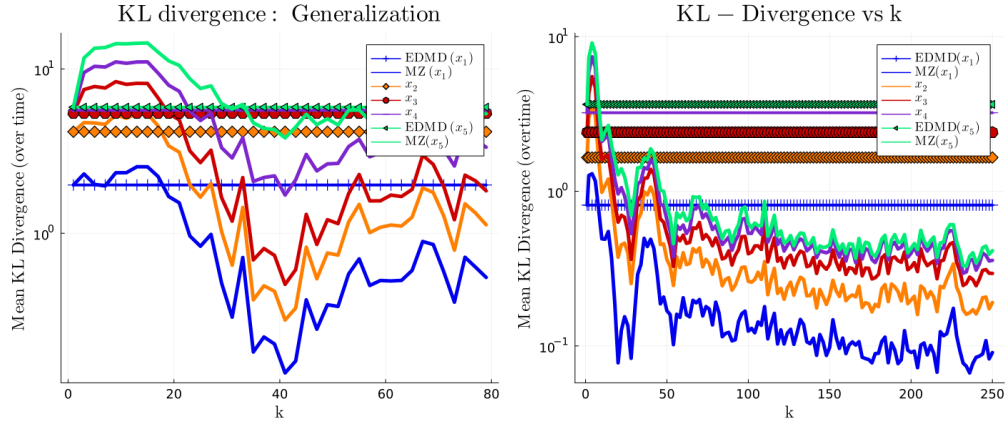 KL divergence : Generalization
Mean KL Divergence (over time)
10¹
10⁰
0
20
40
60
80
k
EDMD (x₁)
MZ (x₁)
x₂
x₃
x₄
EDMD (x₅)
MZ(x₅)
KL − Divergence vs k
Mean KL Divergence (overtime)
10¹
10⁰
10⁻¹
0
50
100
150
200
250
k
EDMD(x₁)
MZ(x₁)
x₂
x₃
x₄
EDMD(x₅)
MZ(x₅)